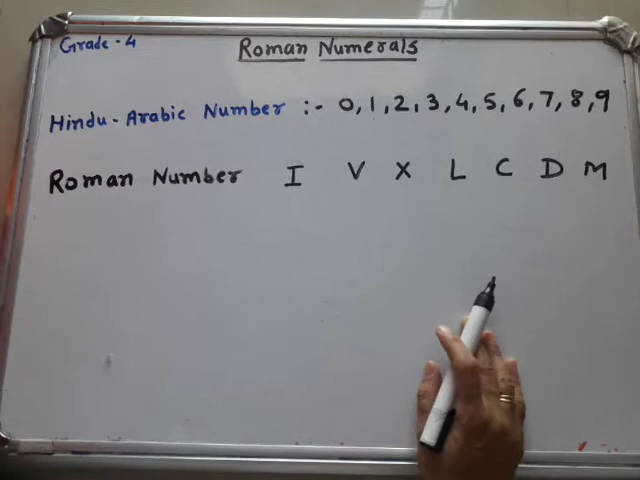 Grade - 4
Roman Numerals
Hindu - Arabic Number :- 0, 1, 2, 3, 4, 5, 6, 7, 8, 9
Roman Number I V X L C D M